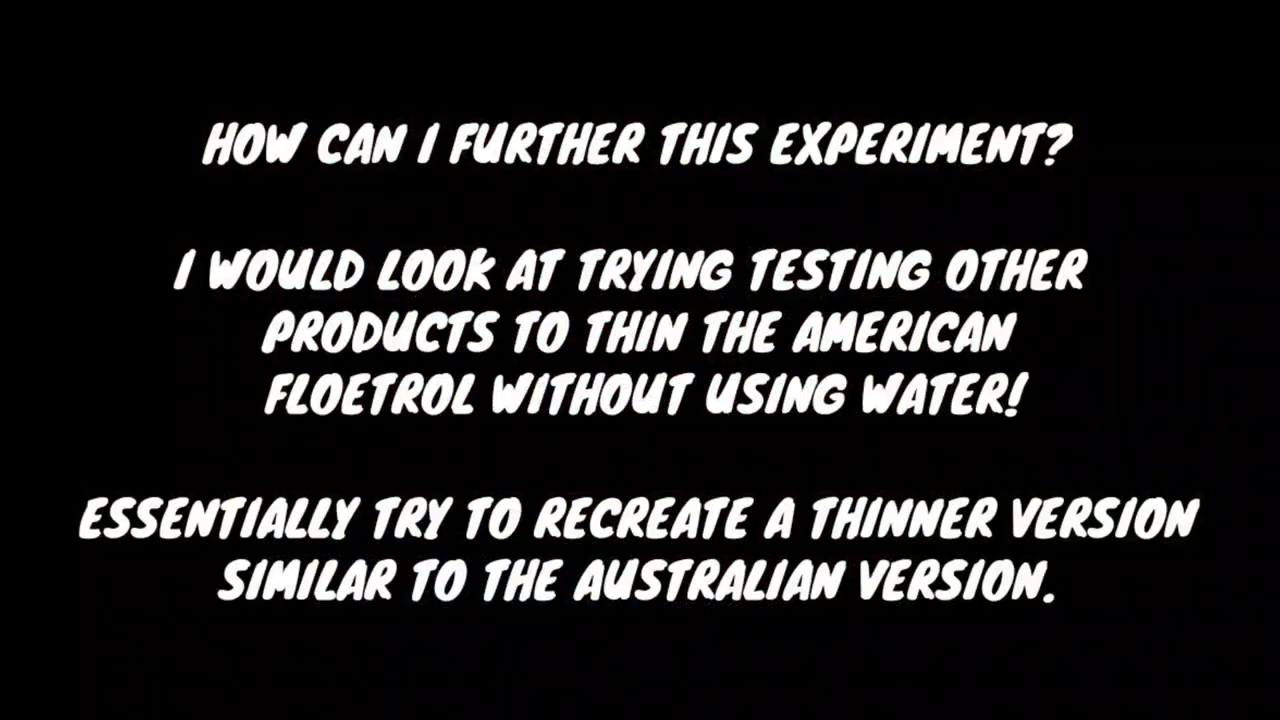 HOW CAN I FURTHER THIS EXPERIMENT?
I WOULD LOOK AT TRYING TESTING OTHER
PRODUCTS TO THIN THE AMERICAN
FLOETROL WITHOUT USING WATER!
ESSENTIALLY TRY TO RECREATE A THINNER VERSION
SIMILAR TO THE AUSTRALIAN VERSION.